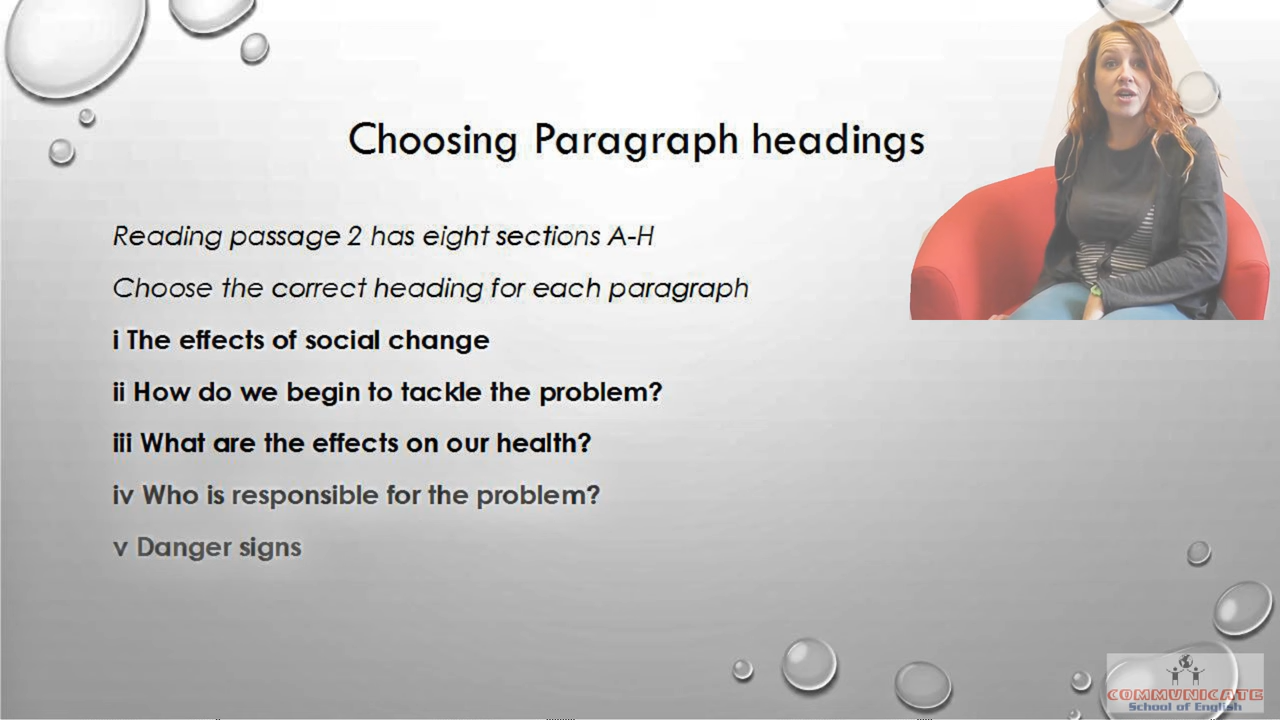 Choosing Paragraph headings
Reading passage 2 has eight sections A-H
Choose the correct heading for each paragraph
i The effects of social change
ii How do we begin to tackle the problem?
iii What are the effects on our health?
iv Who is responsible for the problem?
v Danger signs
COMMUNICATE
School of English